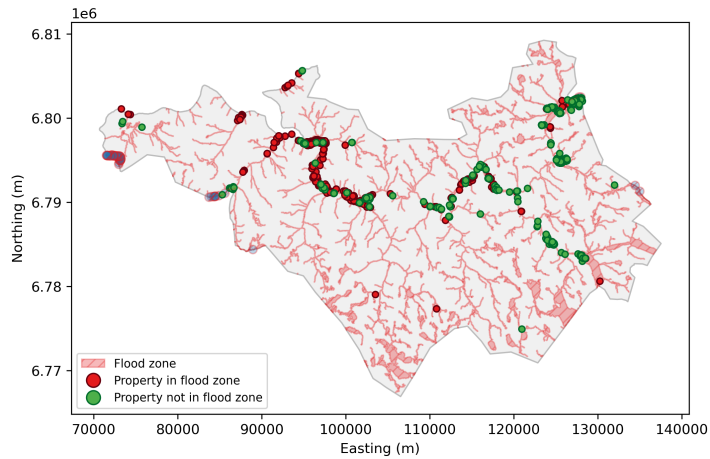 1e6
6.81
6.80
6.79
6.78
6.77
Northing (m)
Flood zone
Property in flood zone
Property not in flood zone
70000 80000 90000 100000 110000 120000 130000 140000
Easting (m)